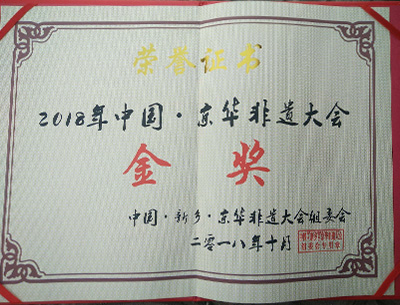 荣誉证书
2018年中国·京华非遗大会
金奖
中国·新乡·京华非遗大会组委会
二零一八年十月